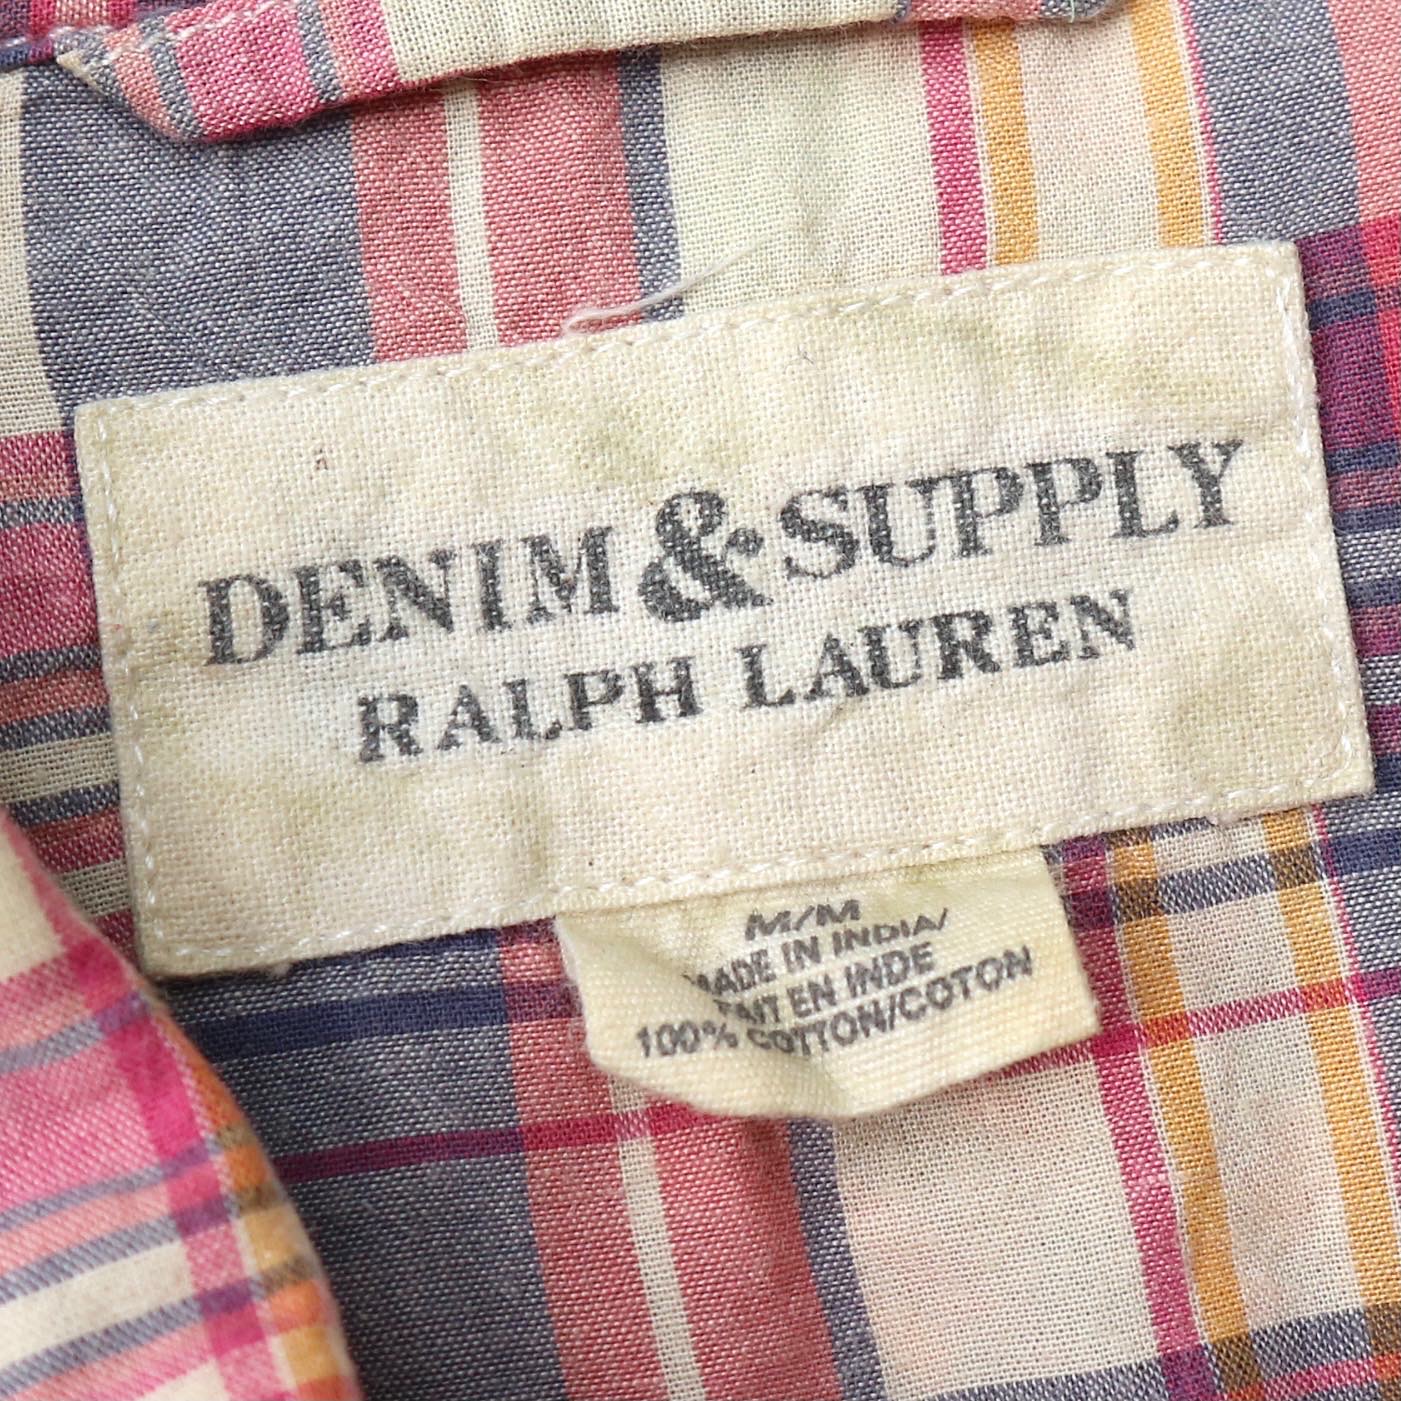 DENIM & SUPPLY
RALPH LAUREN
M/M
MADE IN INDIA/
FAIT EN INDE
100% COTTON/COTON